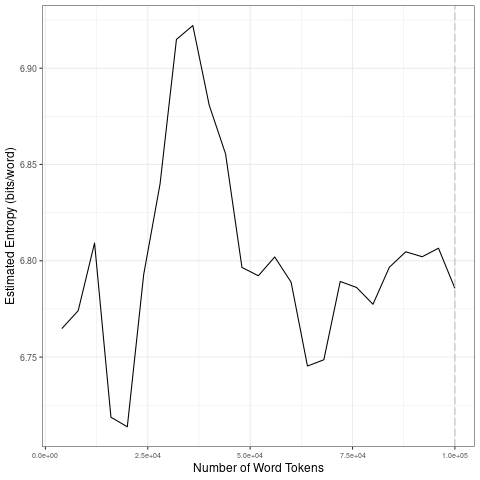 Estimated Entropy (bits/word)
6.90
6.85
6.80
6.75
0.0e+00 2.5e+04 5.0e+04 7.5e+04 1.0e+05
Number of Word Tokens